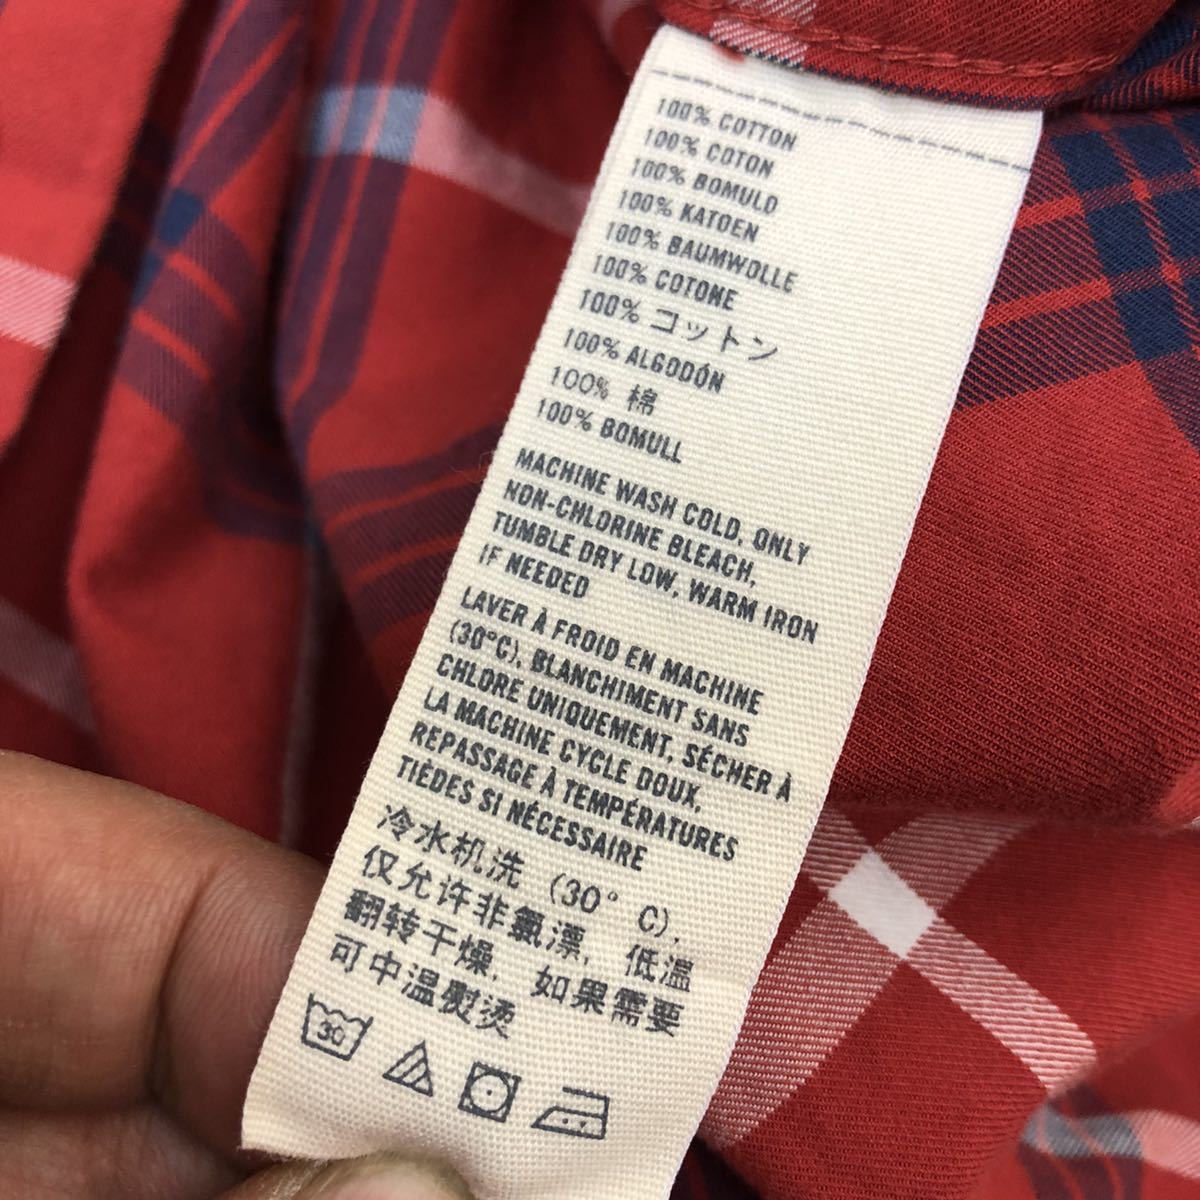 100% COTTON
100% COTON
100% BOMULD
100% KATOEN
100% BAUMWOLLE
100% COTONE
100% コットン
100% ALGODÓN
100% 棉
100% BOMULL
MACHINE WASH COLD, ONLY
NON-CHLORINE BLEACH,
TUMBLE DRY LOW, WARM IRON
IF NEEDED
LAVER À FROID EN MACHINE
(30°C), BLANCHIMENT SANS
CHLORE UNIQUEMENT, SÉCHER À
LA MACHINE CYCLE DOUX,
REPASSAGE À TEMPÉRATURES
TIÈDES SI NÉCESSAIRE
冷水机洗 (30° C),
仅允许非氯漂, 低温
翻转干燥, 如果需要
可中温熨烫
30